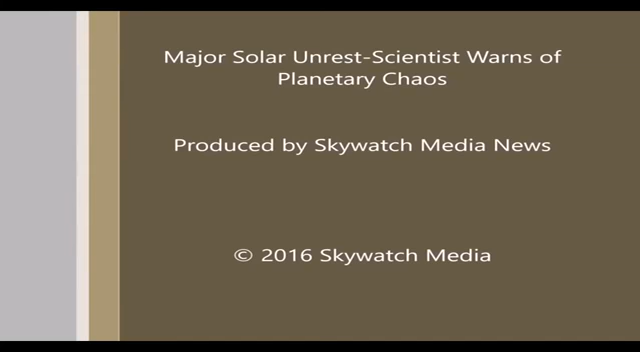 Major Solar Unrest-Scientist Warns of
Planetary Chaos
Produced by Skywatch Media News
© 2016 Skywatch Media